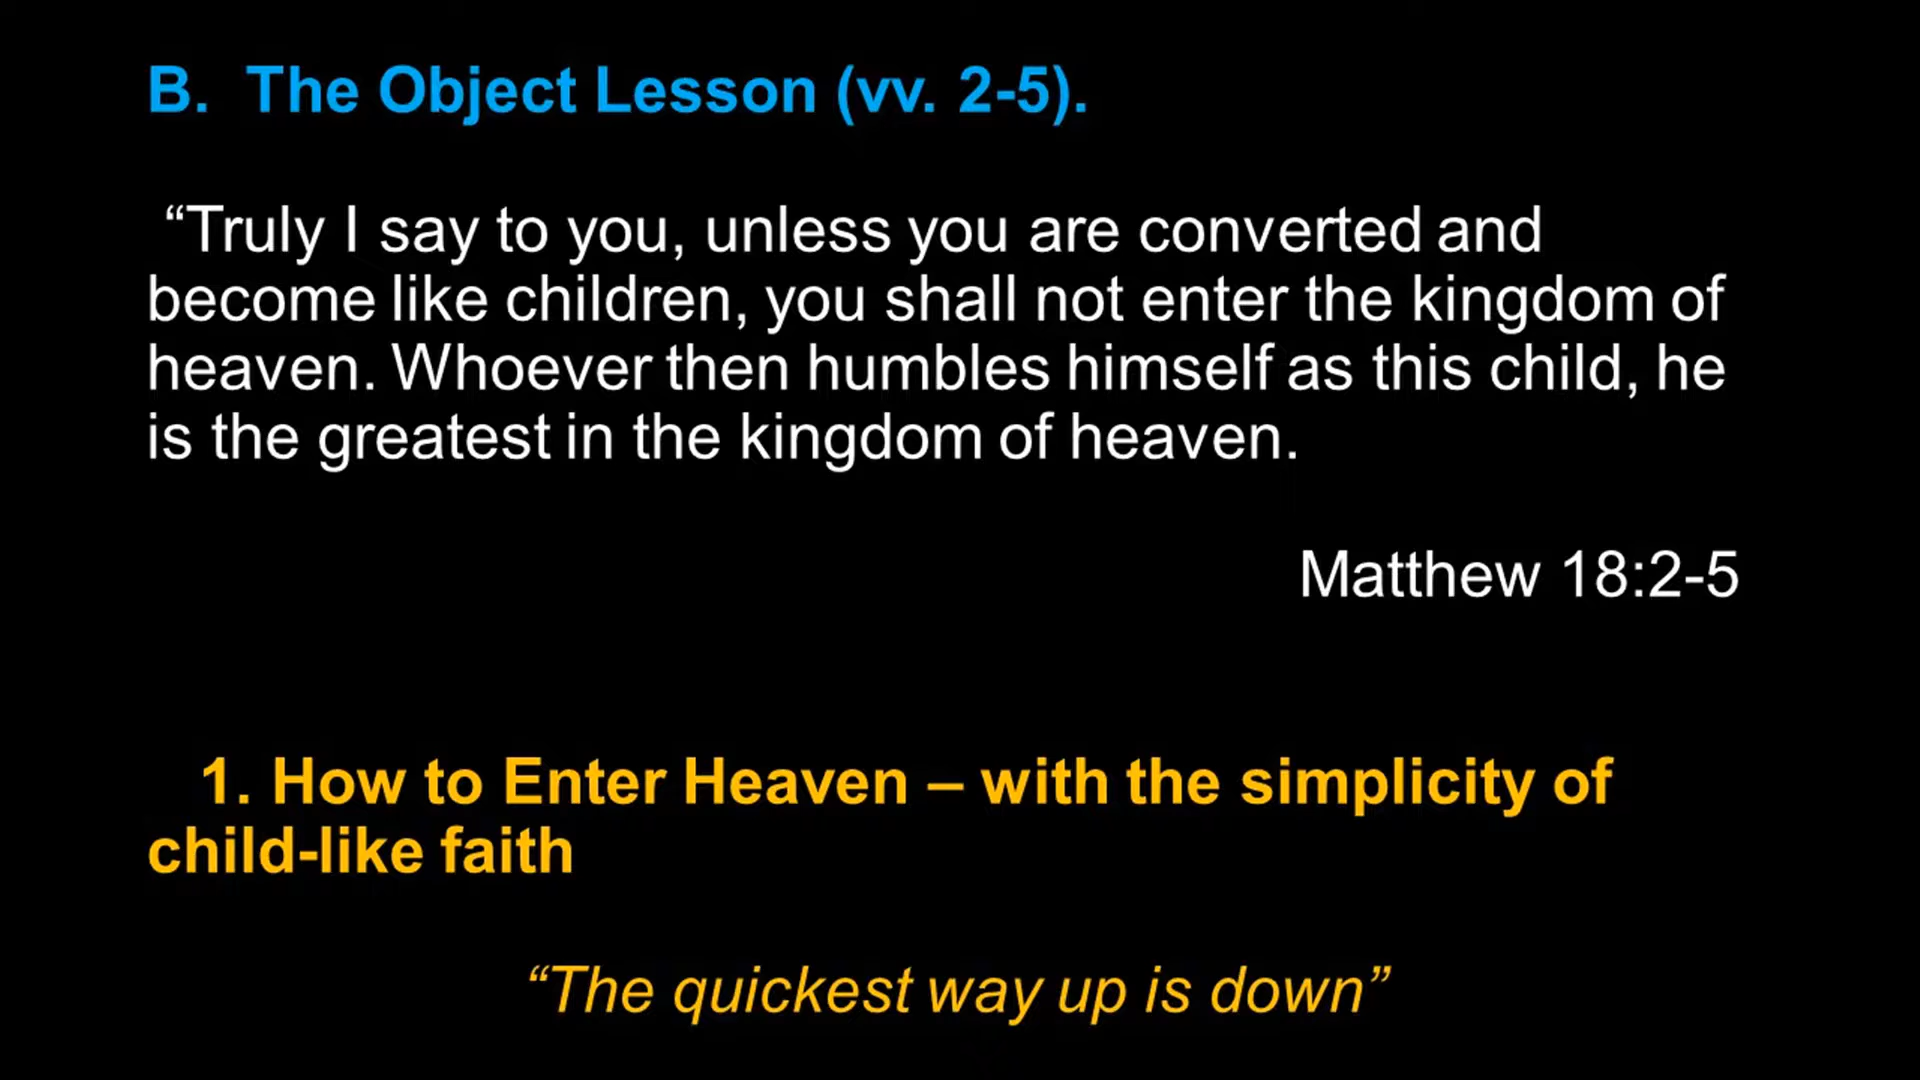 B.  The Object Lesson (vv. 2-5).
“Truly I say to you, unless you are converted and
become like children, you shall not enter the kingdom of
heaven. Whoever then humbles himself as this child, he
is the greatest in the kingdom of heaven.
Matthew 18:2-5
1. How to Enter Heaven – with the simplicity of
child-like faith
“The quickest way up is down”